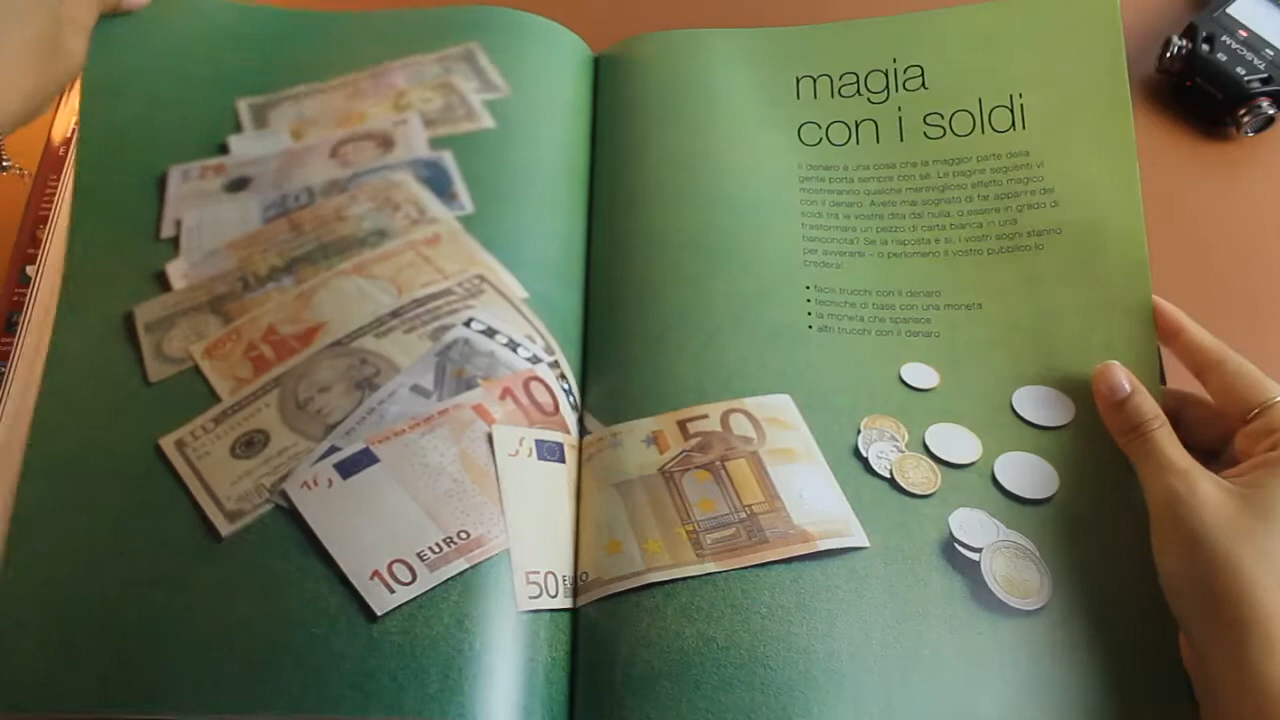 magia
con i soldi
Il denaro è una cosa che la maggior parte della
gente porta sempre con sé. Le pagine seguenti vi
mostreranno qualche meraviglioso effetto magico
con il denaro. Avete mai sognato di far apparire dei
soldi tra le vostre dita dal nulla, o essere in grado di
trasformare un pezzo di carta bianca in una
banconota? Se la risposta è sì, i vostri sogni stanno
per avverarsi – o perlomeno il vostro pubblico lo
crederà!
• facili trucchi con il denaro
• tecniche di base con una moneta
• la moneta che sparisce
• altri trucchi con il denaro
10
10 EURO
50
50 EURO
TASCAM